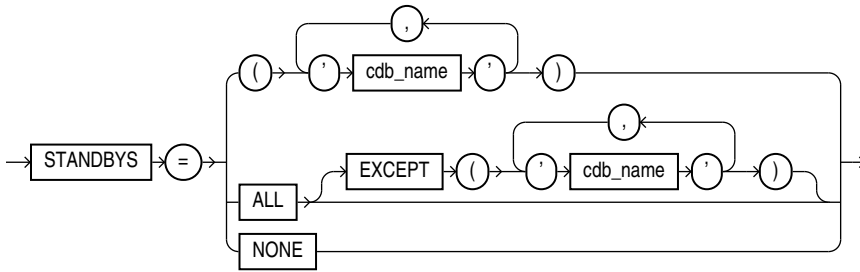 ,
( ' cdb_name ' )
,
STANDBYS =
EXCEPT ( ' cdb_name ' )
ALL
NONE